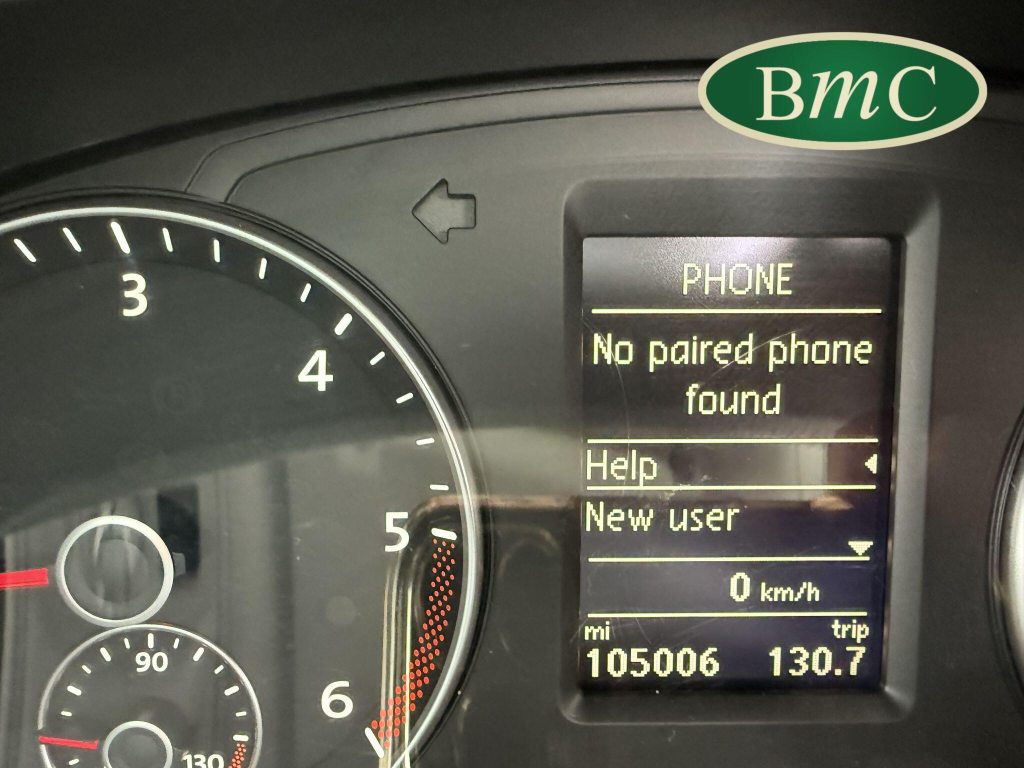 BmC
PHONE
No paired phone
found
Help
New user
0 km/h
mi trip
105006 130.7
3
4
5
6
90
130